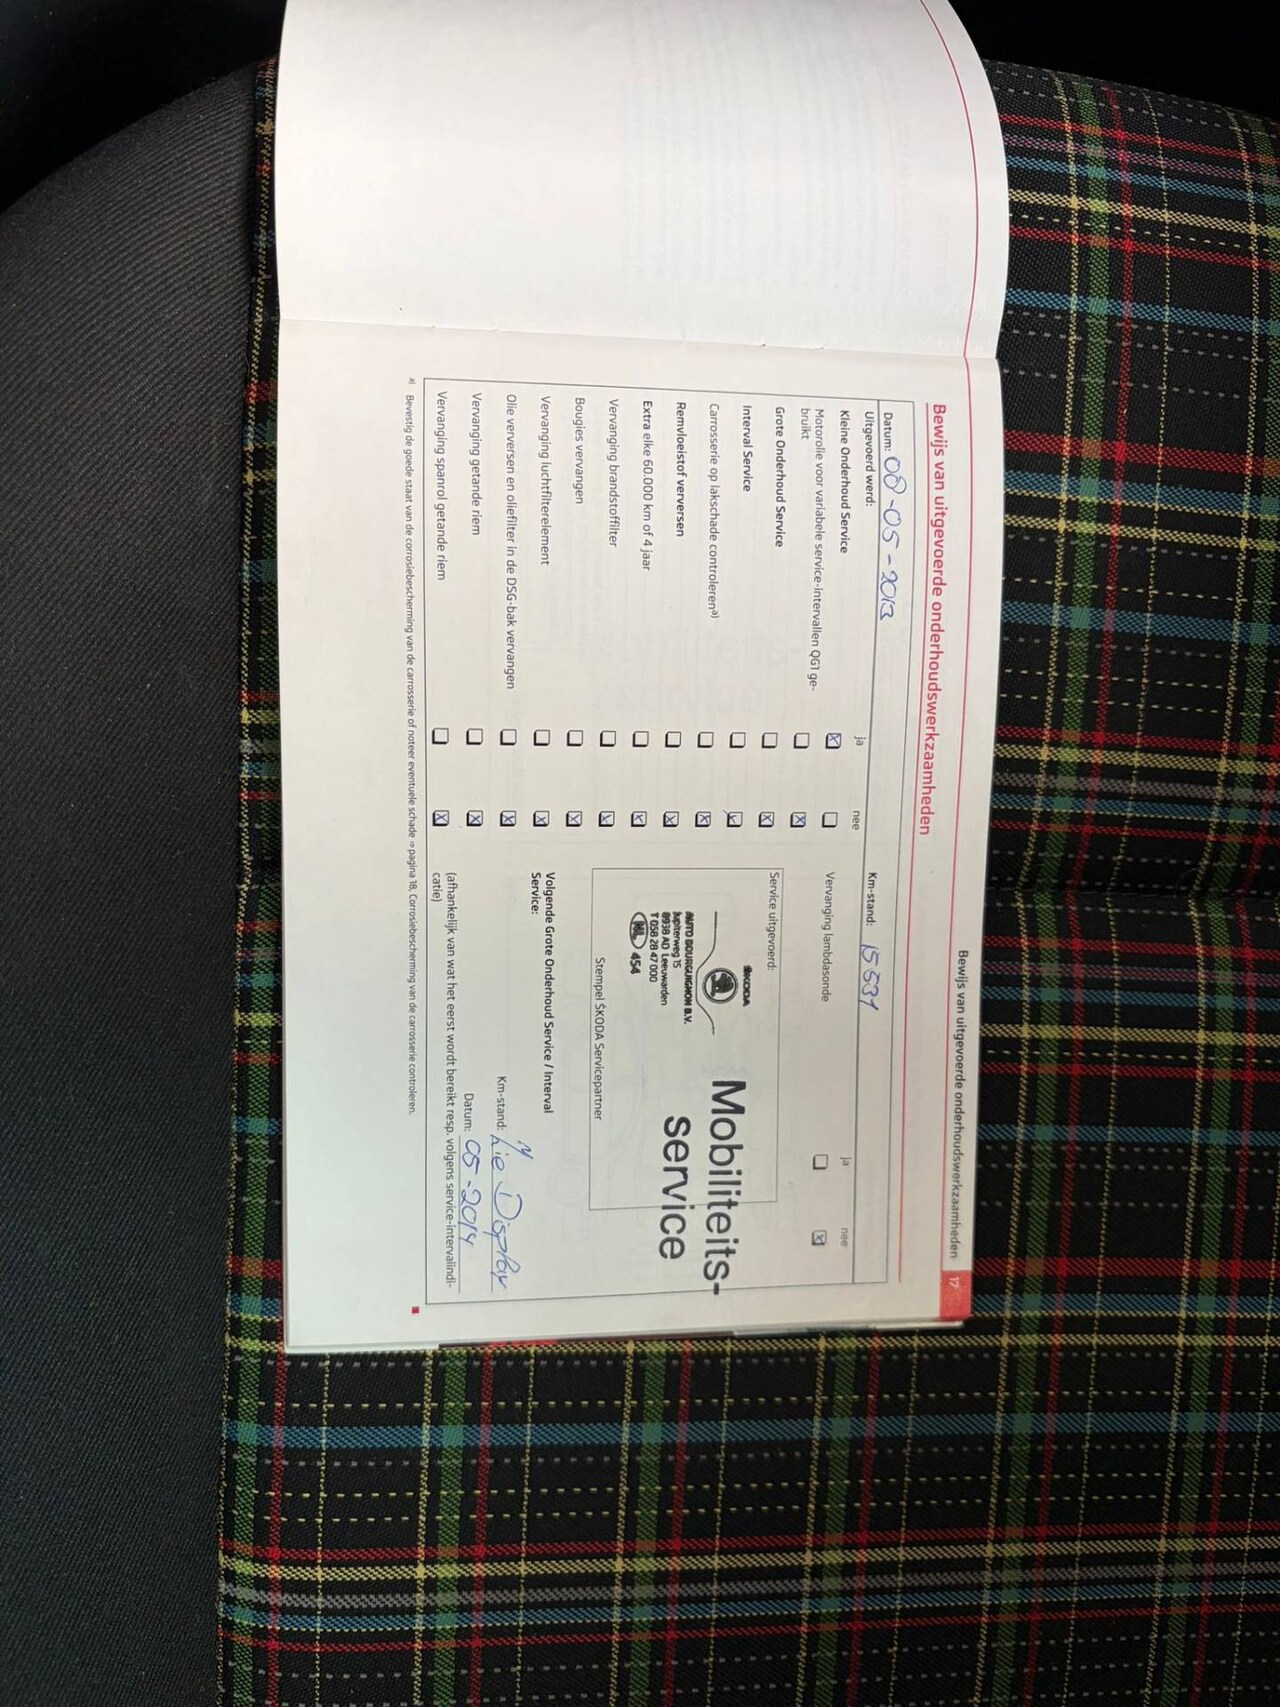 Bewijs van uitgevoerde onderhoudswerkzaamheden 17
Bewijs van uitgevoerde onderhoudswerkzaamheden
Datum: 08-05-2013
Km-stand: 15531
Uitgevoerd werd:
ja nee
ja nee
Kleine Onderhoud Service
Motorolie voor variabele service-intervallen QG1 ge-
bruikt
Grote Onderhoud Service
Interval Service
Carrosserie op lakschade controleren a)
Remvloeistof verversen
Extra elke 60.000 km of 4 jaar
Vervanging brandstoffilter
Bougies vervangen
Vervanging luchtfilterelement
Olie verversen en oliefilter in de DSG-bak vervangen
Vervanging getande riem
Vervanging spanrol getande riem
Vervanging lambdasonde
Service uitgevoerd:
ŠKODA
AUTO BOURGUIGNON B.V.
Jupiterweg 15
8938 AD Leeuwarden
T 058 28 47 000
NL 454
Mobiliteits-
service
Stempel ŠKODA Servicepartner
Volgende Grote Onderhoud Service / Interval
Service:
Km-stand: Zie Display
Datum: 05-2014
(afhankelijk van wat het eerst wordt bereikt resp. volgens service-intervalindi-
catie)
a) Bevestig de goede staat van de corrosiebescherming van de carrosserie of noteer eventuele schade ⇒ pagina 18, Corrosiebescherming van de carrosserie controleren.